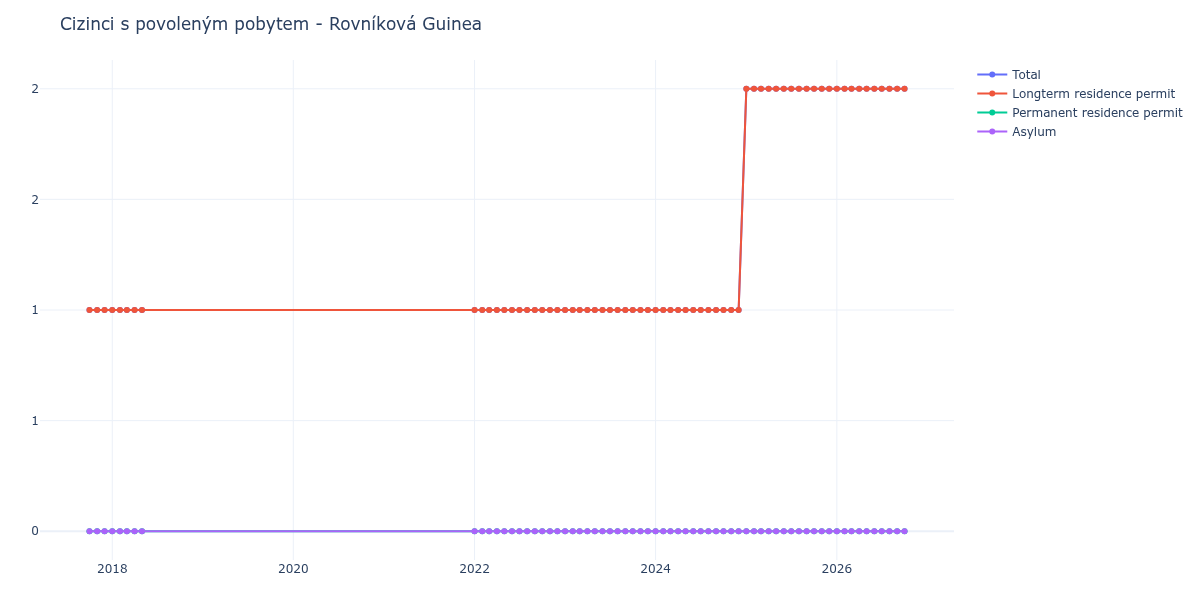 Cizinci s povoleným pobytem - Rovníková Guinea
Total
Longterm residence permit
Permanent residence permit
Asylum
2
2
1
1
0
2018
2020
2022
2024
2026